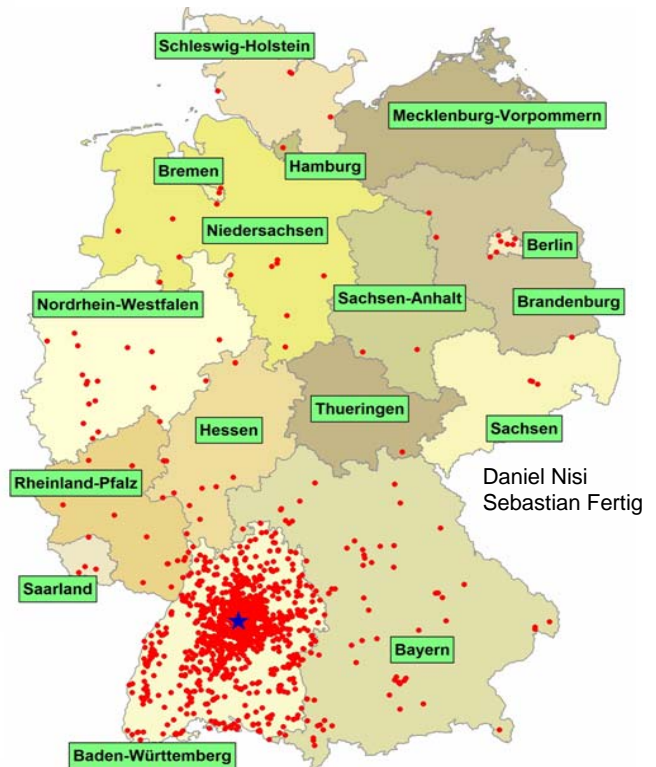 Schleswig-Holstein
Mecklenburg-Vorpommern
Hamburg
Bremen
Niedersachsen
Berlin
Nordrhein-Westfalen
Sachsen-Anhalt
Brandenburg
Thueringen
Hessen
Sachsen
Rheinland-Pfalz
Daniel Nisi
Sebastian Fertig
Saarland
Bayern
Baden-Württemberg